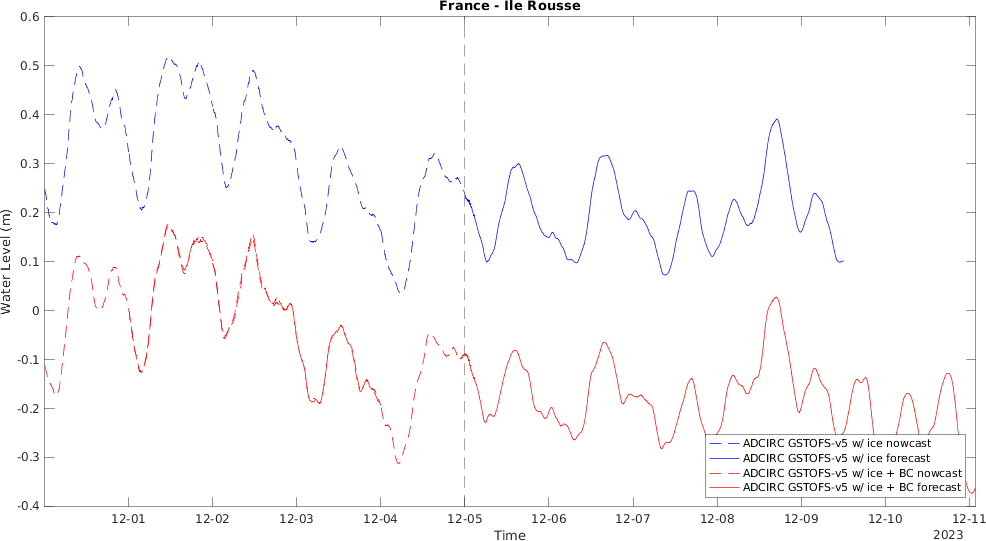 France - Ile Rousse
Water Level (m)
0.6
0.5
0.4
0.3
0.2
0.1
0
-0.1
-0.2
-0.3
-0.4
ADCIRC GSTOFS-v5 w/ ice nowcast
ADCIRC GSTOFS-v5 w/ ice forecast
ADCIRC GSTOFS-v5 w/ ice + BC nowcast
ADCIRC GSTOFS-v5 w/ ice + BC forecast
12-01 12-02 12-03 12-04 12-05 12-06 12-07 12-08 12-09 12-10 12-11
Time
2023